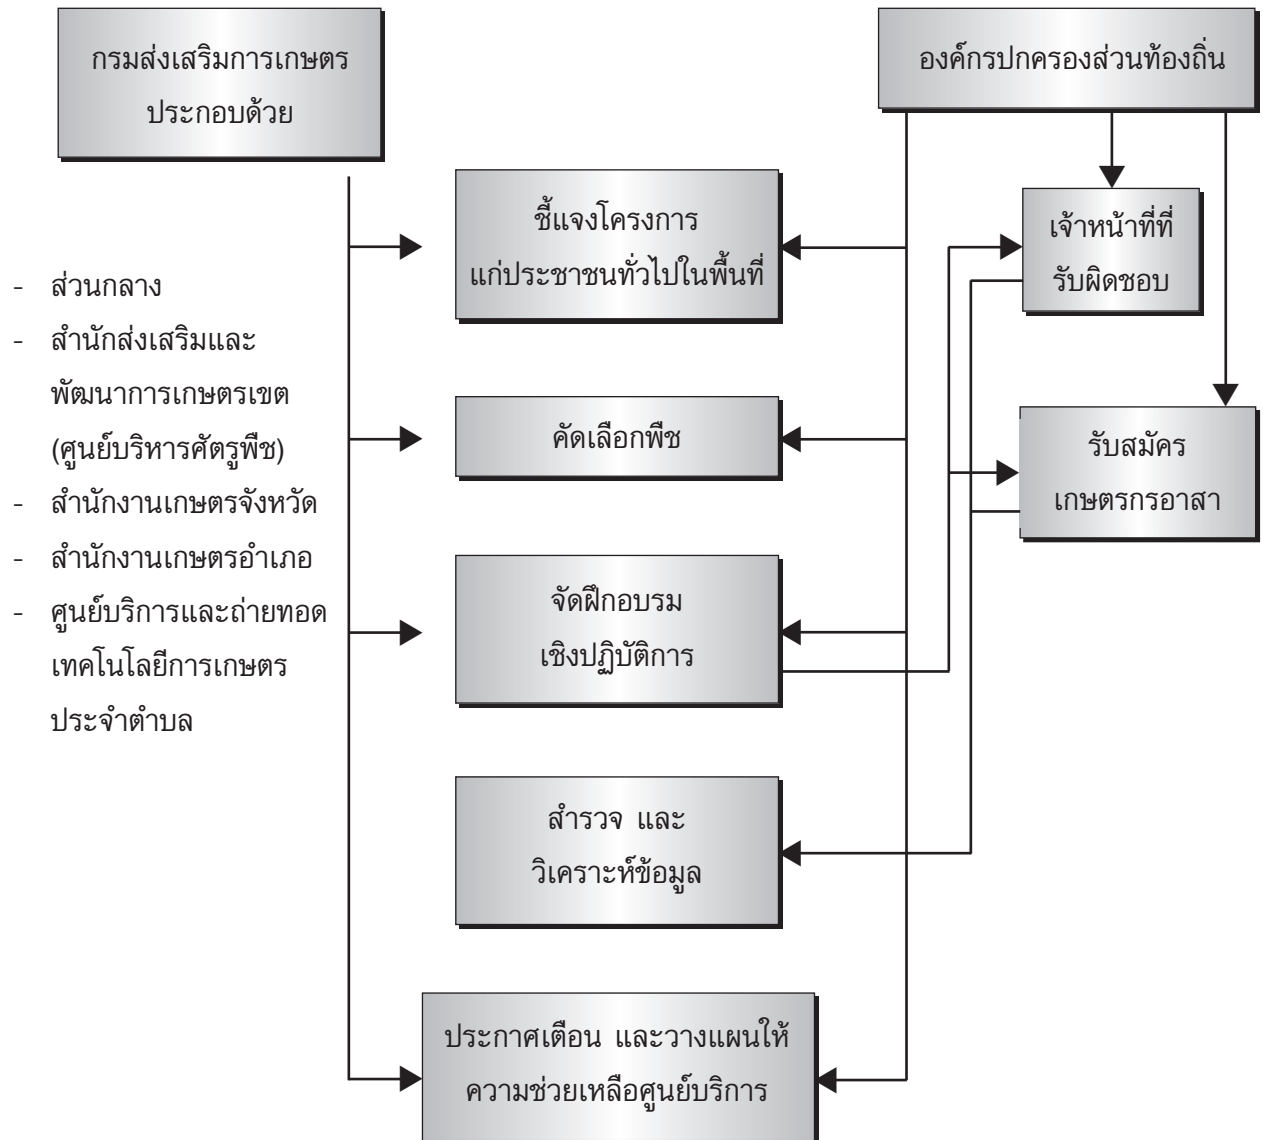 กรมส่งเสริมการเกษตร
ประกอบด้วย
- ส่วนกลาง
- สำนักส่งเสริมและ
พัฒนาการเกษตรเขต
(ศูนย์บริหารศัตรูพืช)
- สำนักงานเกษตรจังหวัด
- สำนักงานเกษตรอำเภอ
- ศูนย์บริการและถ่ายทอด
เทคโนโลยีการเกษตร
ประจำตำบล
ชี้แจงโครงการ
แก่ประชาชนทั่วไปในพื้นที่
คัดเลือกพืช
จัดฝึกอบรม
เชิงปฏิบัติการ
สำรวจ และ
วิเคราะห์ข้อมูล
ประกาศเตือน และวางแผนให้
ความช่วยเหลือศูนย์บริการ
องค์กรปกครองส่วนท้องถิ่น
เจ้าหน้าที่ที่
รับผิดชอบ
รับสมัคร
เกษตรกรอาสา